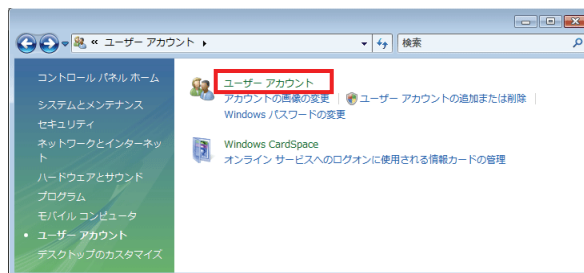 « ユーザー アカウント
検索
コントロール パネル ホーム
システムとメンテナンス
セキュリティ
ネットワークとインターネッ
ト
ハードウェアとサウンド
プログラム
モバイル コンピュータ
• ユーザー アカウント
デスクトップのカスタマイズ
ユーザー アカウント
アカウントの画像の変更
ユーザー アカウントの追加または削除
Windows パスワードの変更
Windows CardSpace
オンライン サービスへのログオンに使用される情報カードの管理